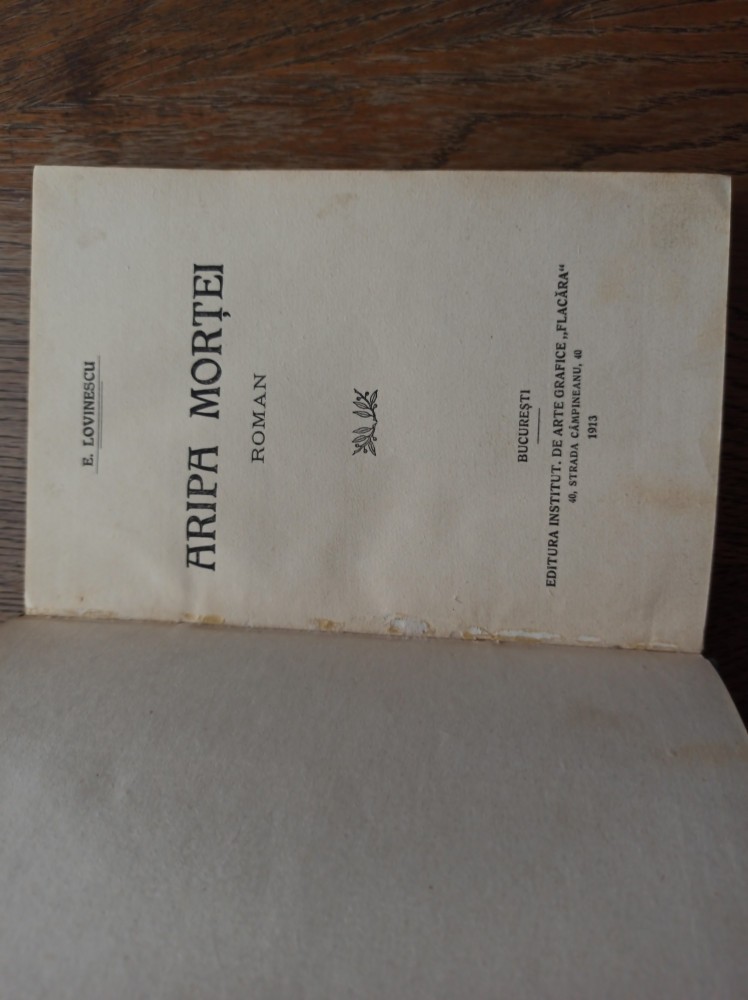 E. LOVINESCU
ARIPA MORȚEI
ROMAN
BUCUREȘTI
EDITURA INSTITUT. DE ARTE GRAFICE „FLACĂRA“
40, STRADA CÂMPINEANU, 40
1913